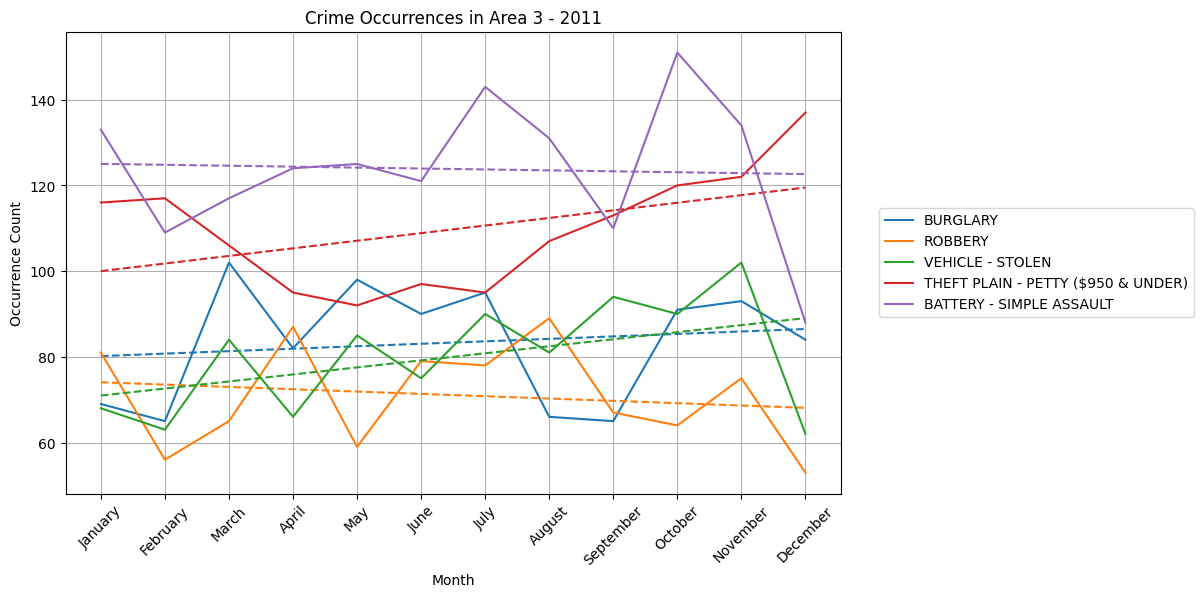 Crime Occurrences in Area 3 - 2011
Occurrence Count
140
120
100
80
60
January
February
March
April
May
June
July
August
September
October
November
December
Month
BURGLARY
ROBBERY
VEHICLE - STOLEN
THEFT PLAIN - PETTY ($950 & UNDER)
BATTERY - SIMPLE ASSAULT